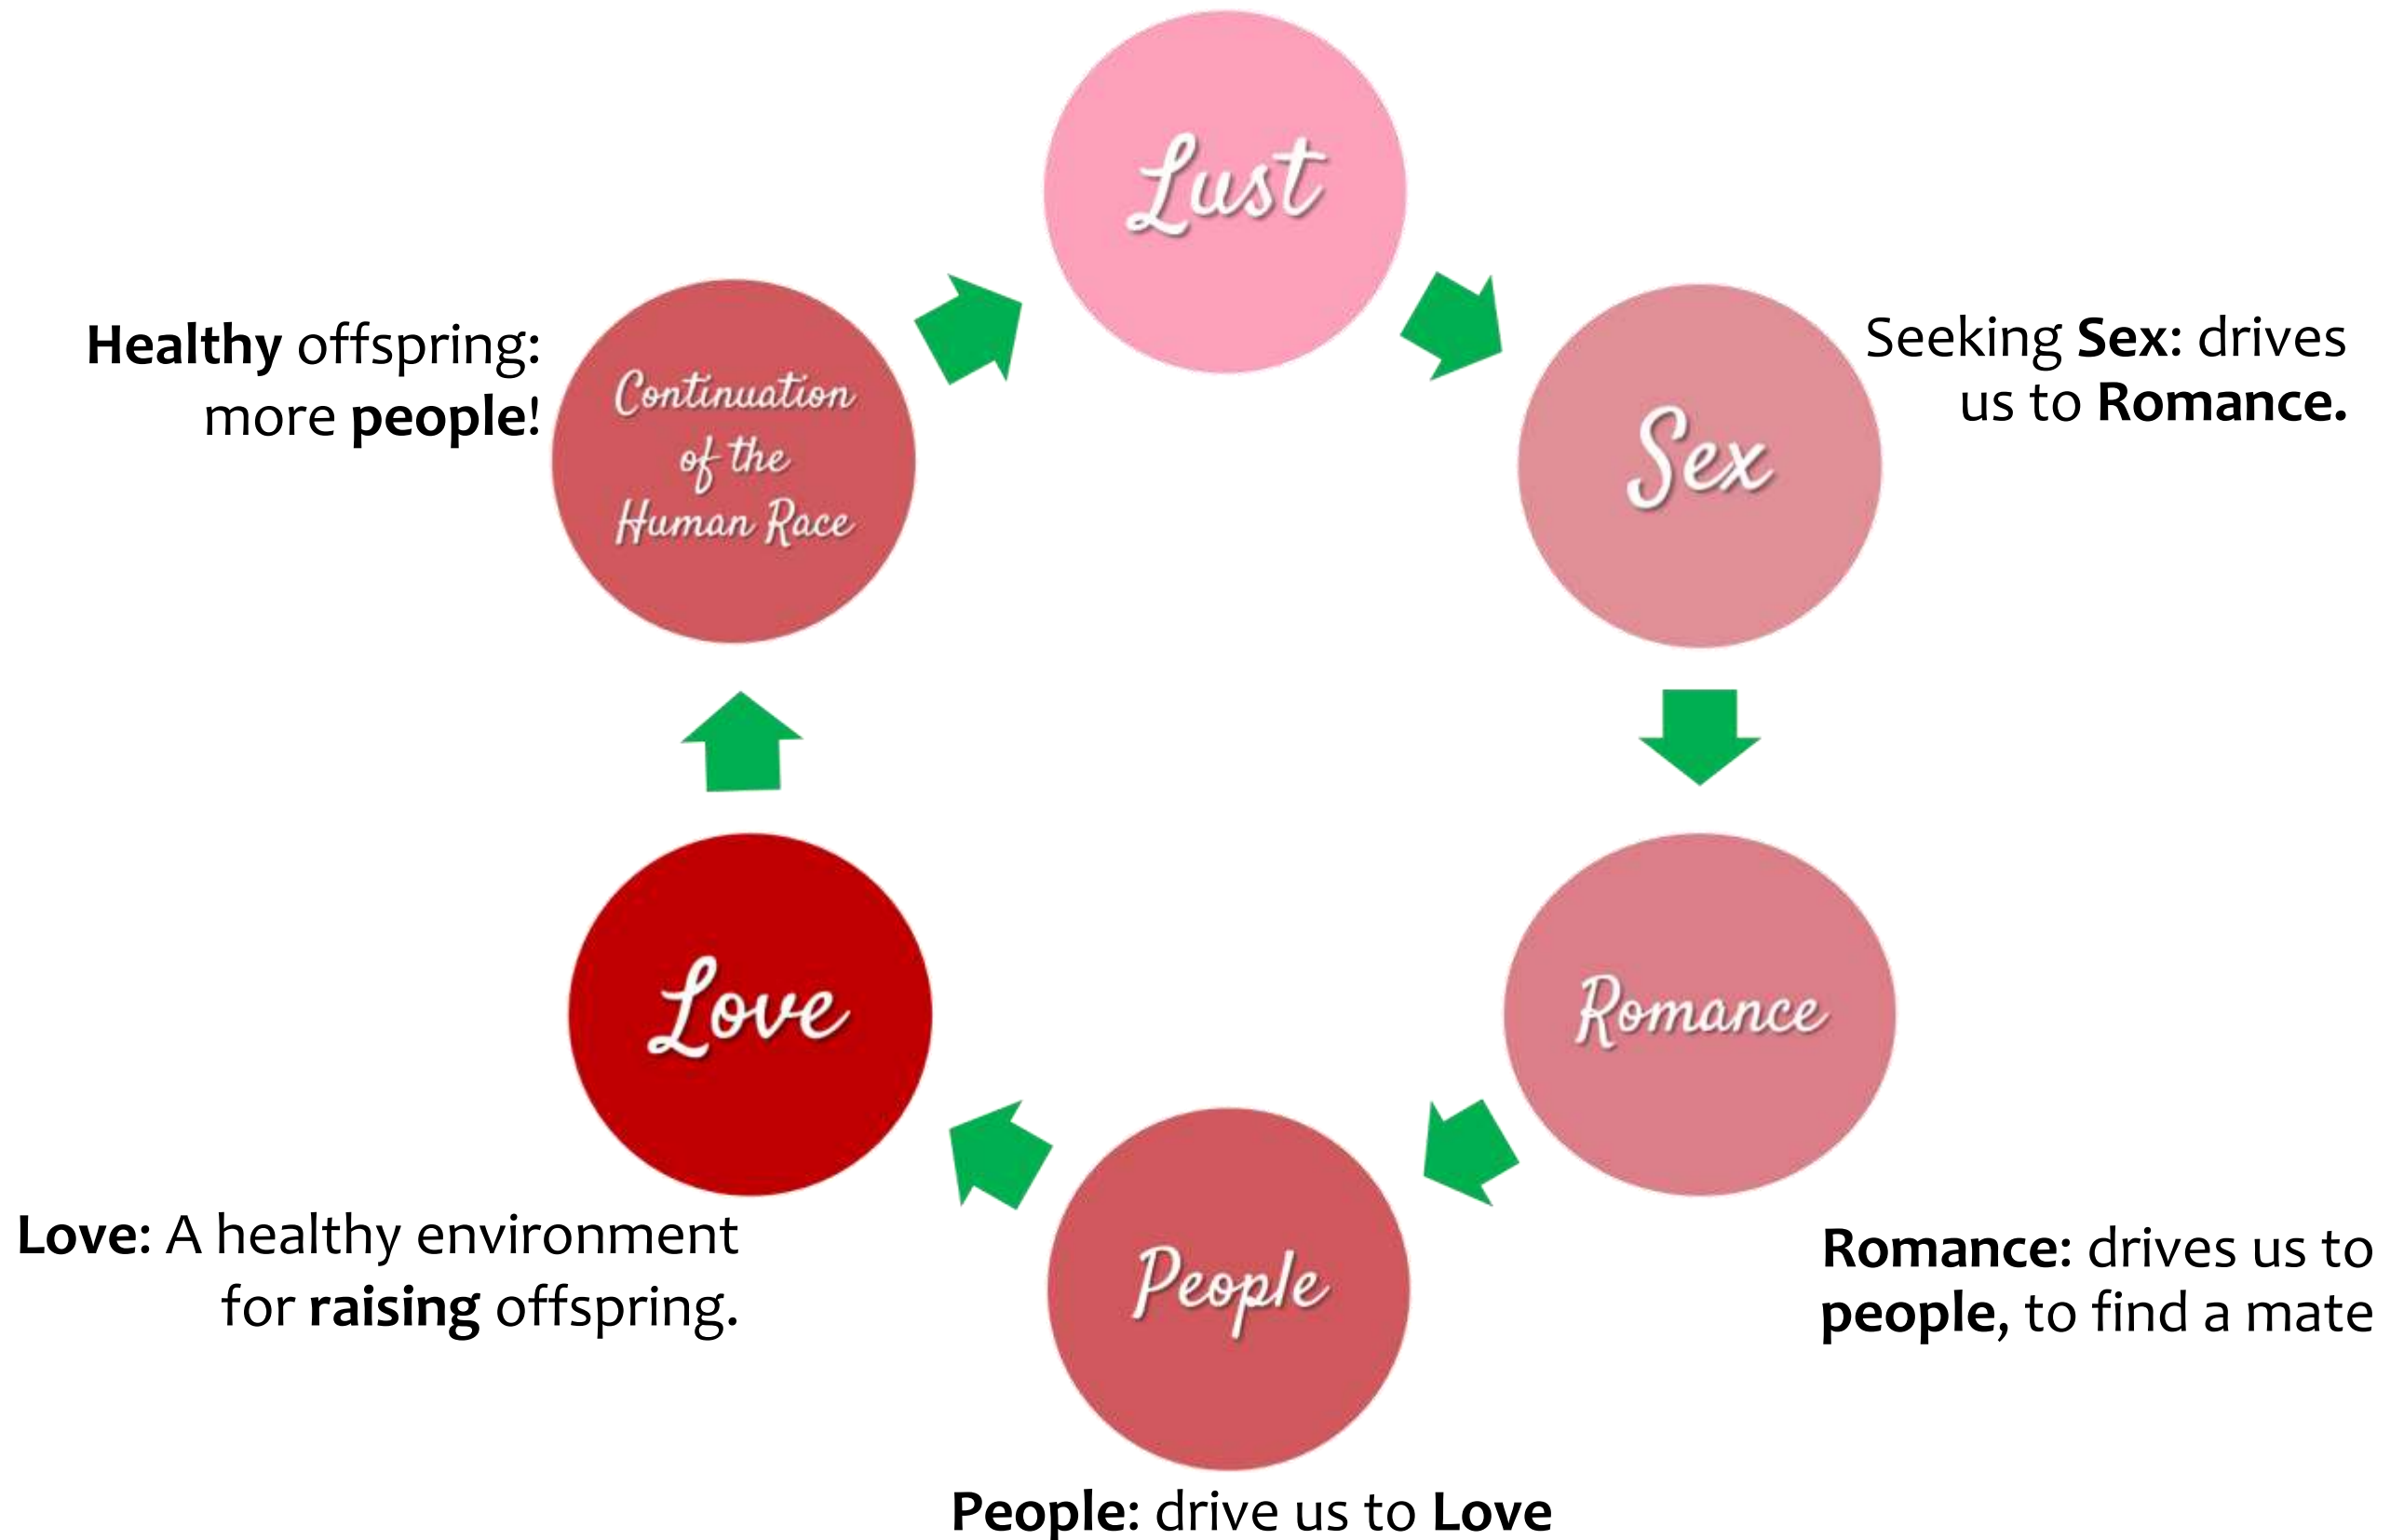 Lust
Sex
Seeking Sex: drives
us to Romance.
Romance
Romance: drives us to
people, to find a mate
People
People: drive us to Love
Love
Love: A healthy environment
for raising offspring.
Continuation
of the
Human Race
Healthy offspring:
more people!